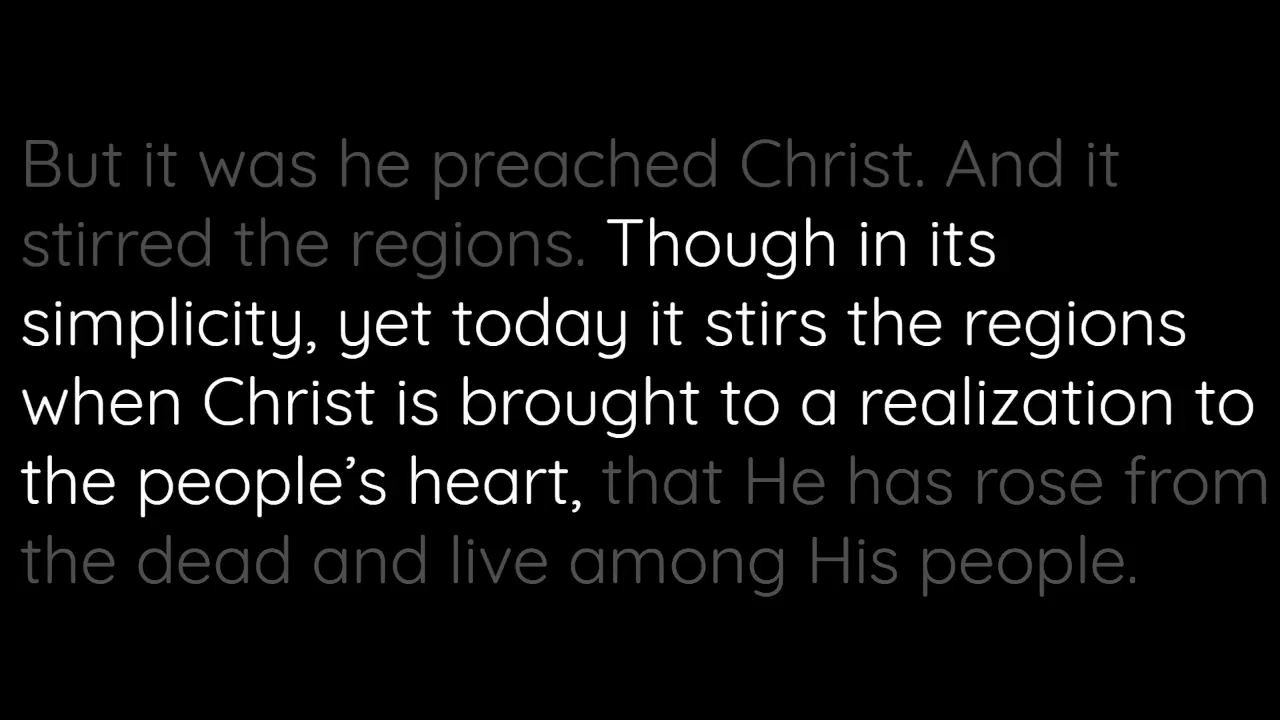 But it was he preached Christ. And it
stirred the regions. Though in its
simplicity, yet today it stirs the regions
when Christ is brought to a realization to
the people’s heart, that He has rose from
the dead and live among His people.